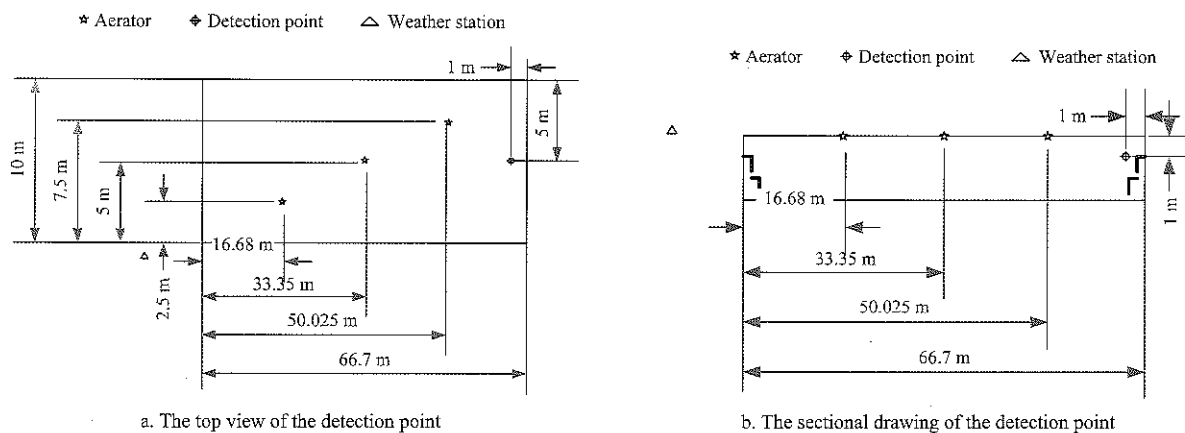 Aerator Detection point Weather station
1 m
10 m
7.5 m
5 m
5 m
16.68 m
2.5 m
33.35 m
50.025 m
66.7 m
a. The top view of the detection point
Aerator Detection point Weather station
1 m
16.68 m
1 m
33.35 m
50.025 m
66.7 m
b. The sectional drawing of the detection point